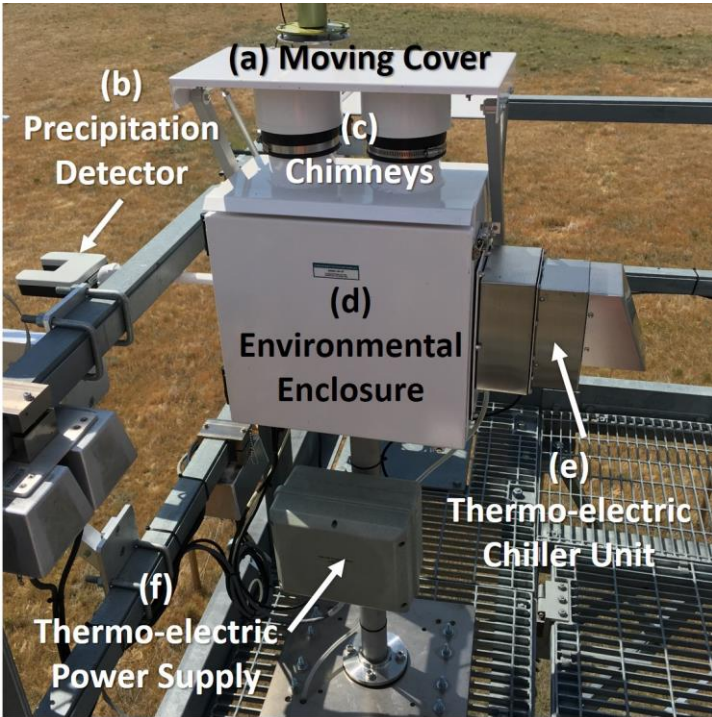 (a) Moving Cover
(b)
Precipitation
Detector
(c)
Chimneys
(d)
Environmental
Enclosure
(e)
Thermo-electric
Chiller Unit
(f)
Thermo-electric
Power Supply